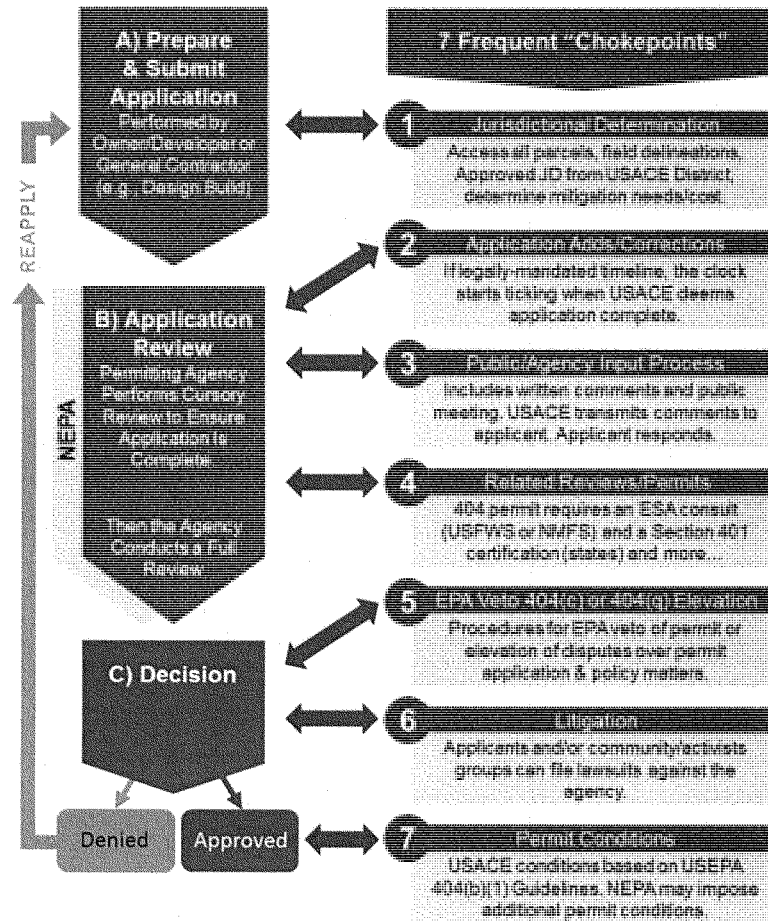 A) Prepare
& Submit
Application
Performed by
Owner/Developer or
General Contractor
(e.g., Design Build)
REAPPLY
NEPA
B) Application
Review
Permitting Agency
Performs Cursory
Review to Ensure
Application is
Complete
Then the Agency
Conducts a Full
Review
C) Decision
Denied
Approved
7 Frequent “Chokepoints”
1
Jurisdictional Determination
Access all parcels, field delineations,
Approved JD from USACE District,
determine mitigation needs/cost.
2
Application Adds/Corrections
If legally-mandated timeline, the clock
starts ticking when USACE deems
application complete.
3
Public/Agency Input Process
Includes written comments and public
meeting. USACE transmits comments to
applicant. Applicant responds.
4
Related Reviews/Permits
404 permit requires an ESA consult
(USFWS or NMFS) and a Section 401
certification (states) and more...
5
EPA Veto 404(c) or 404(q) Elevation
Procedures for EPA veto of permit or
elevation of disputes over permit
application & policy matters.
6
Litigation
Applicants and/or community/activists
groups can file lawsuits against the
agency.
7
Permit Conditions
USACE conditions based on USEPA
404(b)(1) Guidelines. NEPA may impose
additional permit conditions.